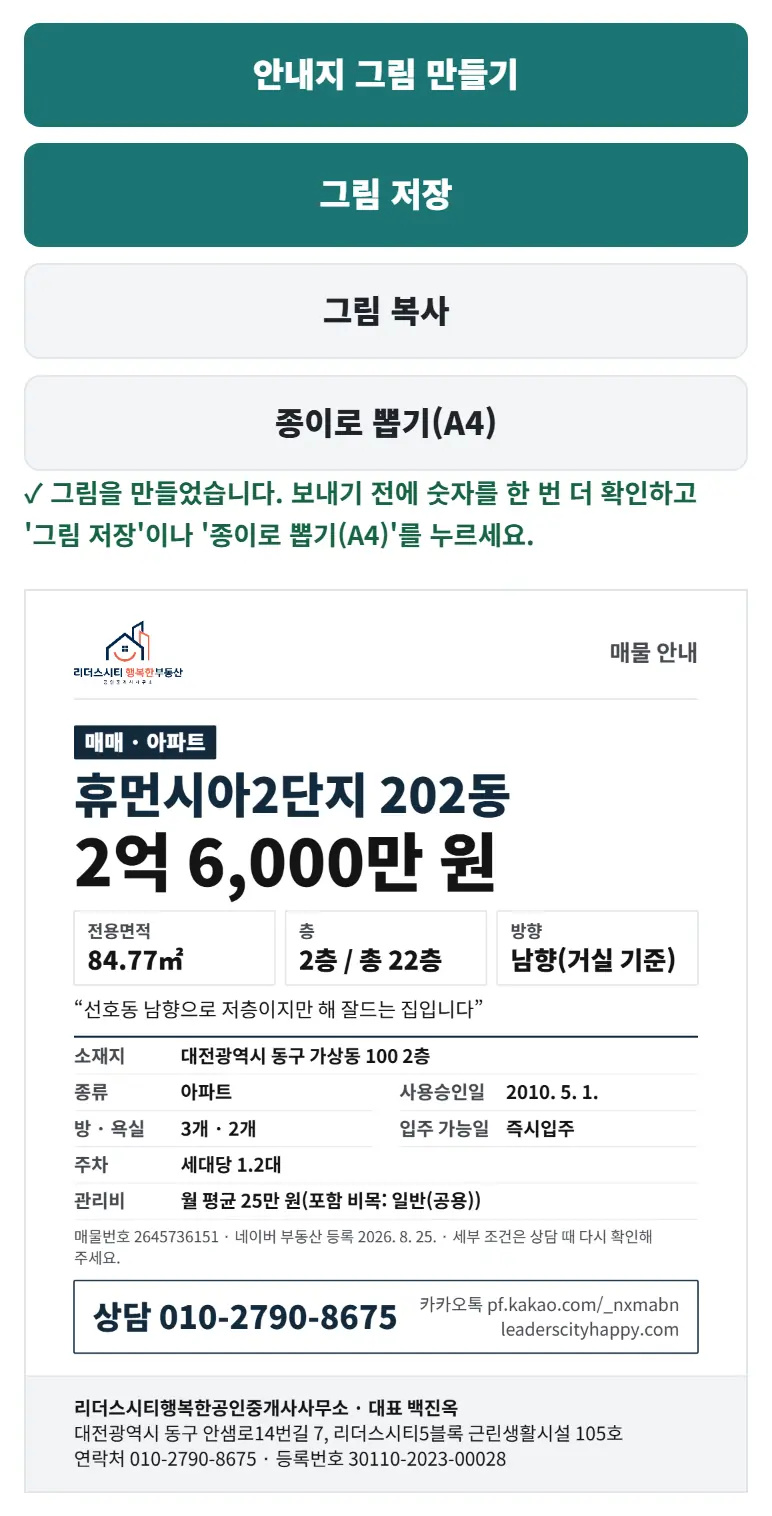 안내지 그림 만들기
그림 저장
그림 복사
종이로 뽑기(A4)
✓ 그림을 만들었습니다. 보내기 전에 숫자를 한 번 더 확인하고
'그림 저장'이나 '종이로 뽑기(A4)'를 누르세요.
리더스시티 행복한부동산
공인중개사사무소
매물 안내
매매 · 아파트
휴먼시아2단지 202동
2억 6,000만 원
전용면적
84.77㎡
층
2층 / 총 22층
방향
남향(거실 기준)
“선호동 남향으로 저층이지만 해 잘드는 집입니다”
소재지 대전광역시 동구 가상동 100 2층
종류 아파트 사용승인일 2010. 5. 1.
방 · 욕실 3개 · 2개 입주 가능일 즉시입주
주차 세대당 1.2대
관리비 월 평균 25만 원(포함 비목: 일반(공용))
매물번호 2645736151 · 네이버 부동산 등록 2026. 8. 25. · 세부 조건은 상담 때 다시 확인해
주세요.
상담 010-2790-8675
카카오톡 pf.kakao.com/_nxmabn
leaderscityhappy.com
리더스시티행복한공인중개사사무소 · 대표 백진옥
대전광역시 동구 안샘로14번길 7, 리더스시티5블록 근린생활시설 105호
연락처 010-2790-8675 · 등록번호 30110-2023-00028